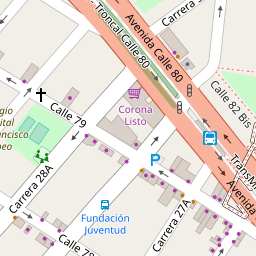 Troncal Calle 80
Avenida Calle 80
Carrera
Calle 82 Bis
Corona
Listo
Calle 79
Carrera 28A
P
TransMi
Avenida
Fundación
Juventud
Carrera 27A
Calle